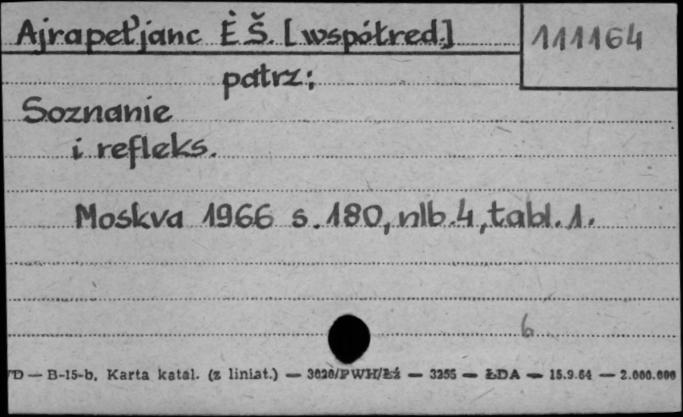 Ajrapet'janc Ė Š. [współred.]
111164
patrz:
Soznanie
i refleks.
Moskva 1966 s. 180, nlb. 4, tabl. 1.
6
D — B-15-b. Karta katal. (z liniat.) — 3020/PWH/Łź — 3255 — ŁDA — 15.9.64 — 2.000.000